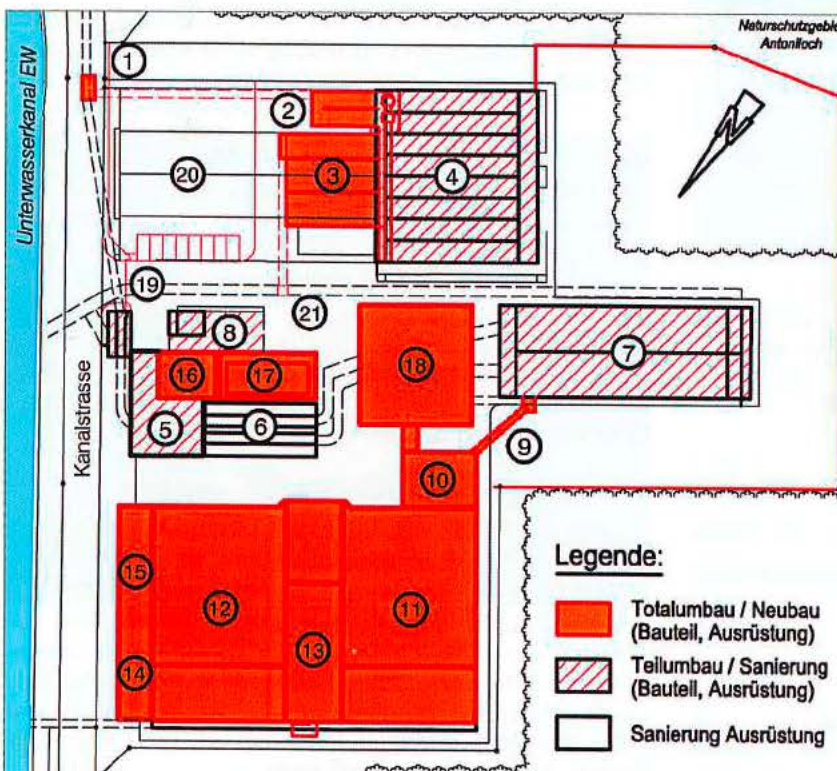 Naturschutzgebie
Antoniloch
Unterwasserkanal EW
Kanalstrasse
1
2
3
4
20
19
21
8
7
16
17
18
5
6
9
10
15
12
11
13
14
Legende:
Totalumbau / Neubau
(Bauteil, Ausrüstung)
Teilumbau / Sanierung
(Bauteil, Ausrüstung)
Sanierung Ausrüstung